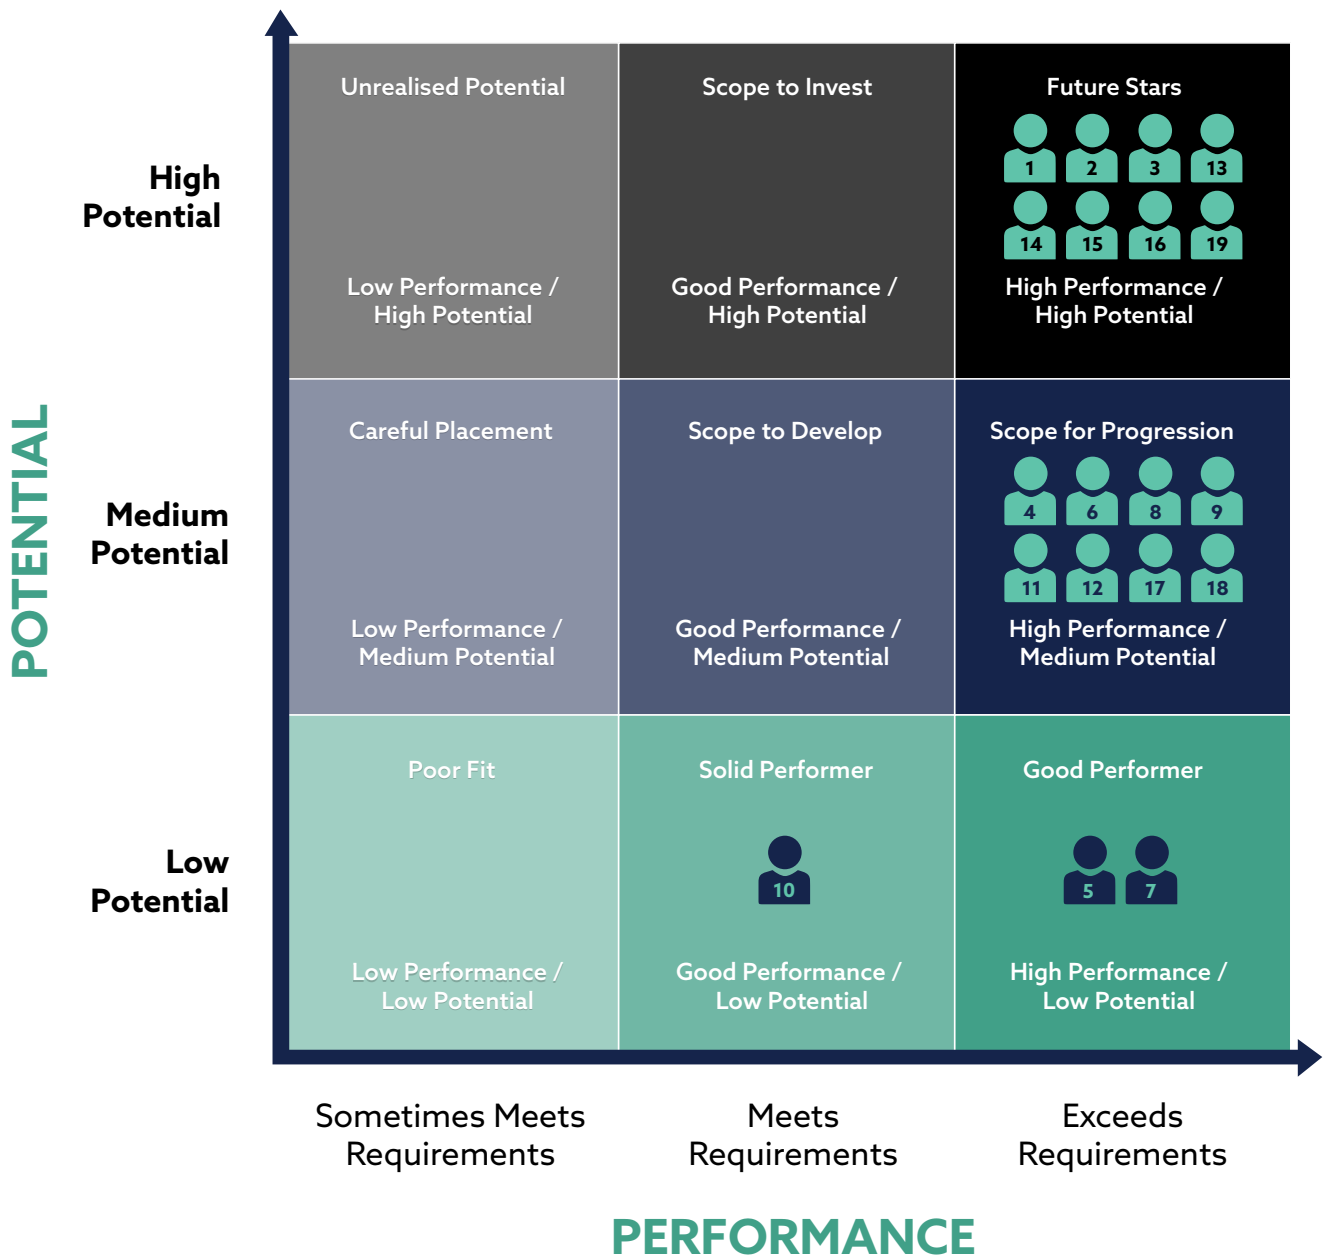 POTENTIAL
High
Potential
Unrealised Potential
Low Performance /
High Potential
Scope to Invest
Good Performance /
High Potential
Future Stars
1 2 3 13
14 15 16 19
High Performance /
High Potential
Medium
Potential
Careful Placement
Low Performance /
Medium Potential
Scope to Develop
Good Performance /
Medium Potential
Scope for Progression
4 6 8 9
11 12 17 18
High Performance /
Medium Potential
Low
Potential
Poor Fit
Low Performance /
Low Potential
Solid Performer
10
Good Performance /
Low Potential
Good Performer
5 7
High Performance /
Low Potential
Sometimes Meets
Requirements
Meets
Requirements
Exceeds
Requirements
PERFORMANCE